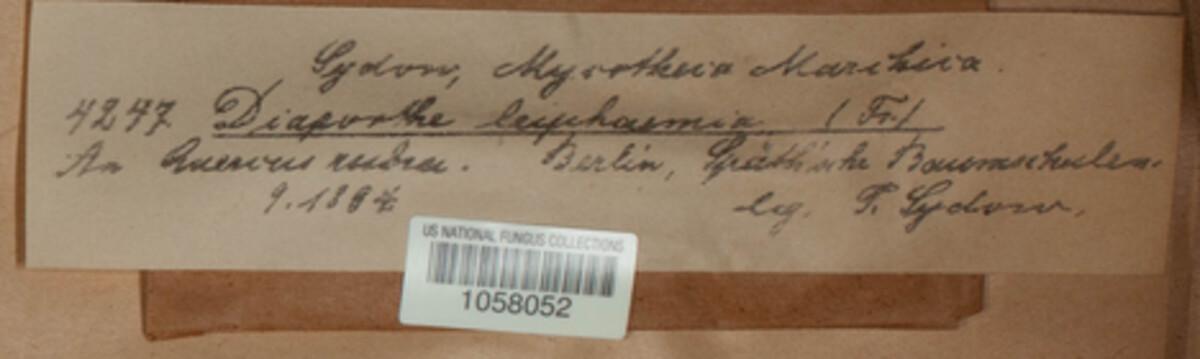 Sydow, Mycotheca Marchica.
4247 Diaporthe leiphaemia (Fr.)
An Quercus rubra. Berlin, Späth'sche Baumschulen.
9.1894
leg. P. Sydow.
US NATIONAL FUNGUS COLLECTIONS
1058052